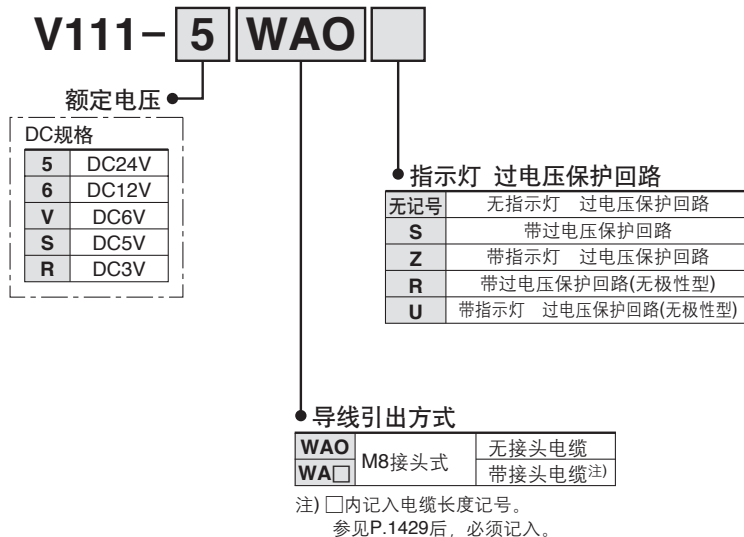 V111-5 WAO
额定电压
DC规格
5 DC24V
6 DC12V
V DC6V
S DC5V
R DC3V
指示灯 过电压保护回路
无记号 无指示灯 过电压保护回路
S 带过电压保护回路
Z 带指示灯 过电压保护回路
R 带过电压保护回路(无极性型)
U 带指示灯 过电压保护回路(无极性型)
导线引出方式
WAO M8接头式 无接头电缆
WA□ 带接头电缆注)
注) □内记入电缆长度记号。
参见P.1429后，必须记入。